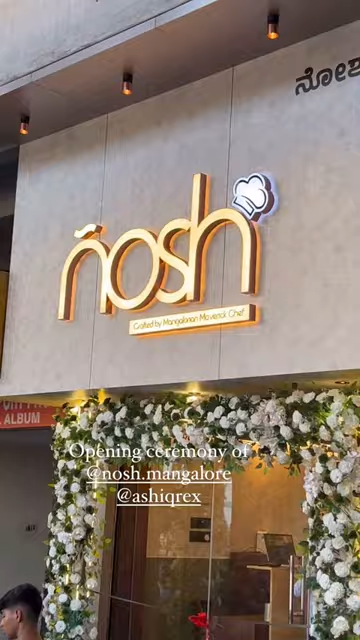 ನೋಶ
ñosh
Crafted by Mangalorean Maverick Chef
ALBUM
Opening ceremony of
@nosh.mangalore
@ashiqrex